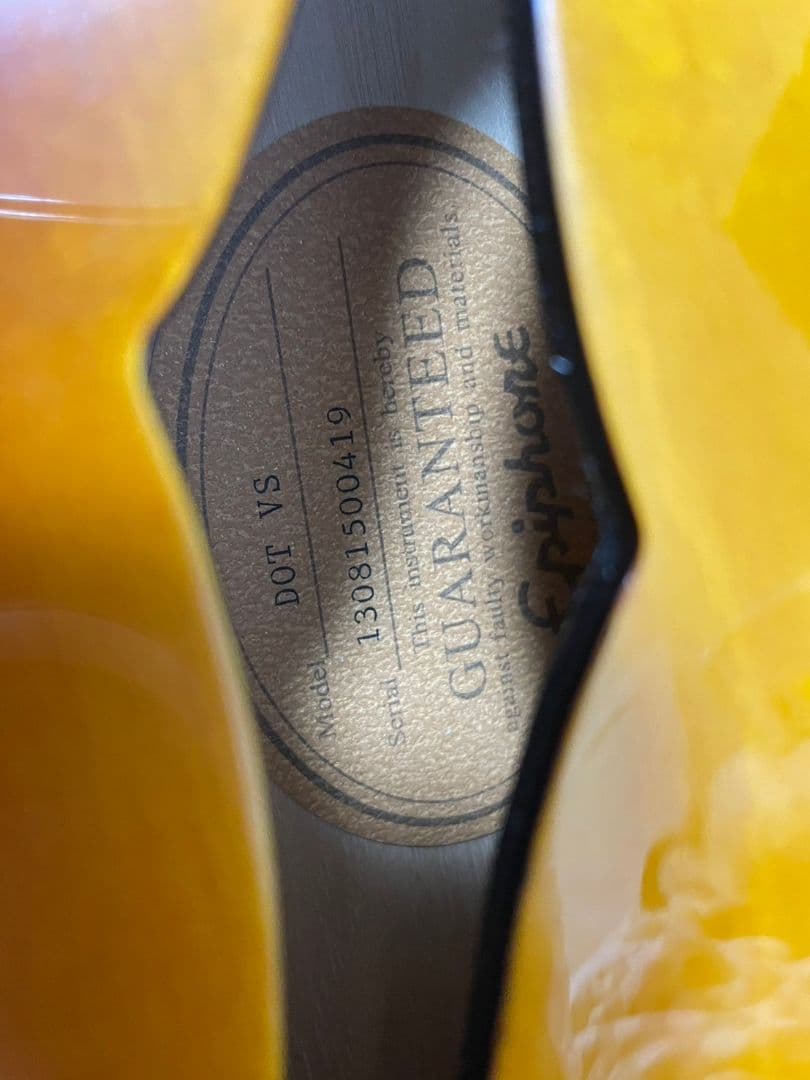 Model DOT VS
Serial 13081500419
This instrument is hereby
GUARANTEED
against faulty workmanship and materials.
Epiphone